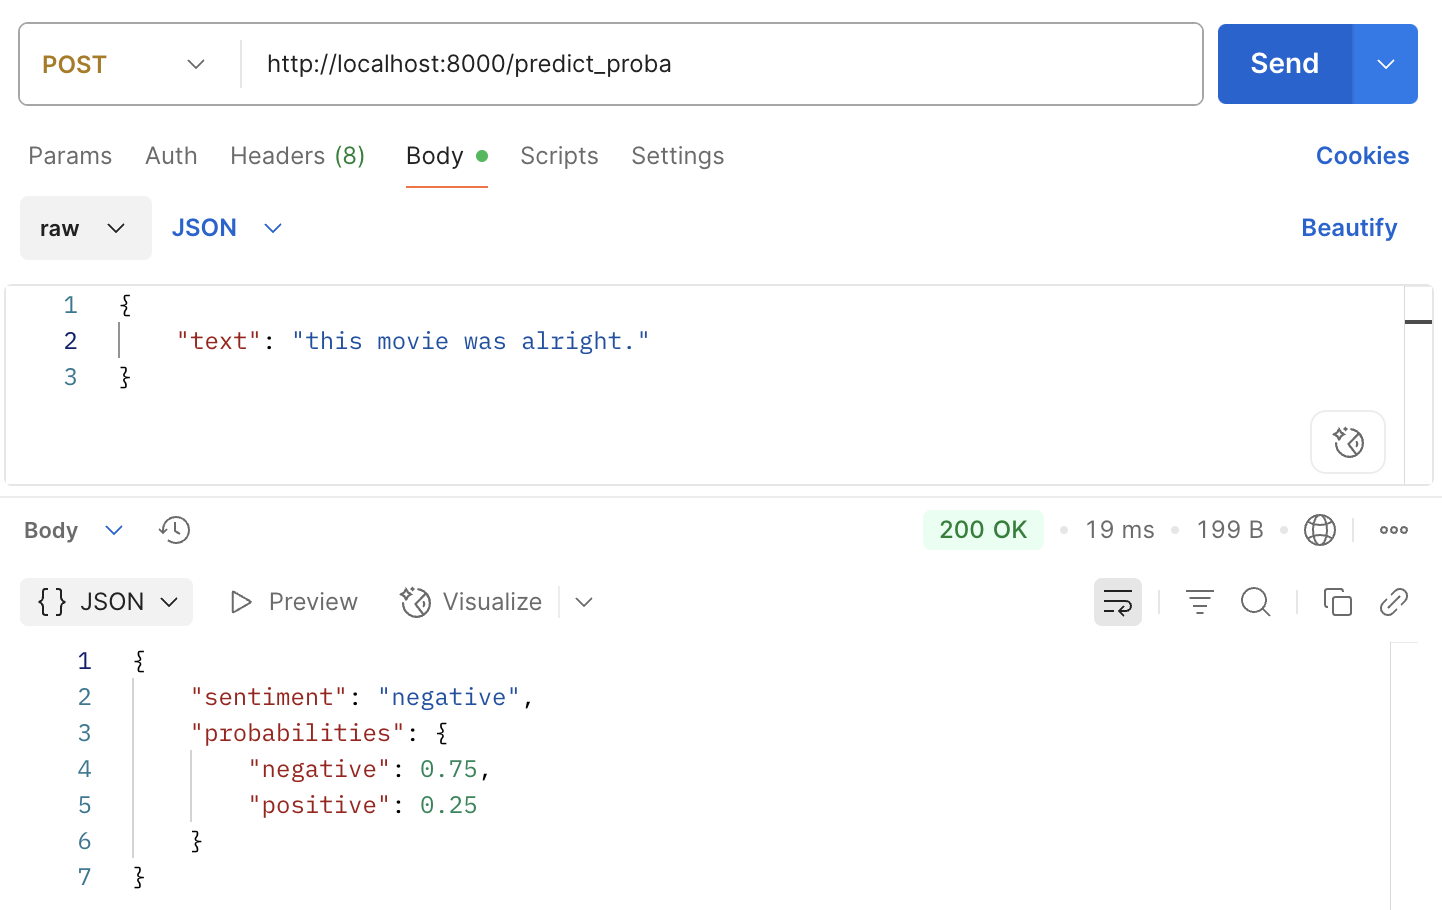 POST http://localhost:8000/predict_proba Send
Params Auth Headers (8) Body Scripts Settings Cookies
raw JSON Beautify
1 {
2     "text": "this movie was alright."
3 }
Body 200 OK 19 ms 199 B
{} JSON Preview Visualize
1 {
2     "sentiment": "negative",
3     "probabilities": {
4         "negative": 0.75,
5         "positive": 0.25
6     }
7 }